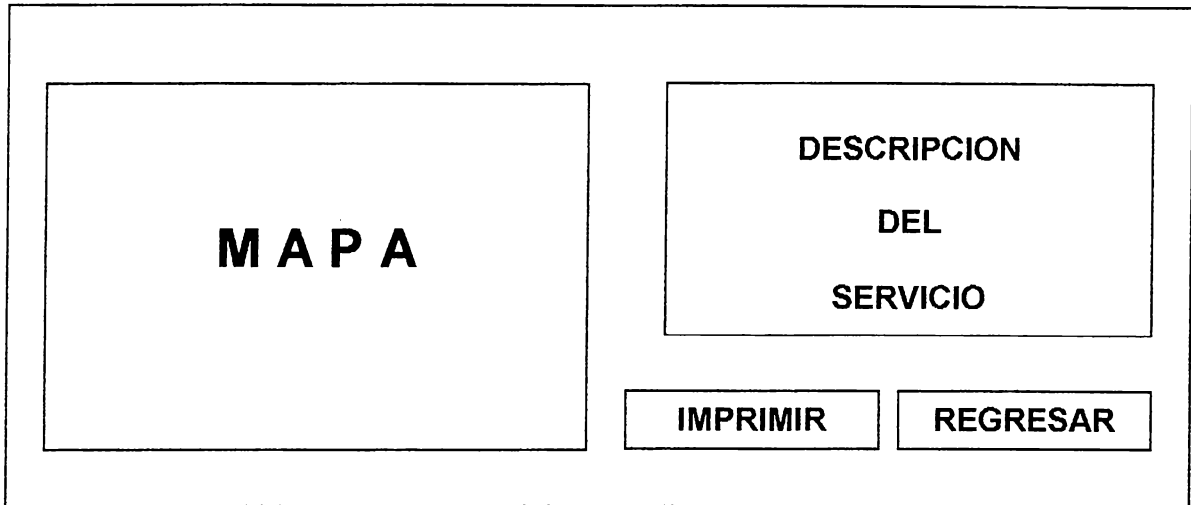 MAPA
DESCRIPCION
DEL
SERVICIO
IMPRIMIR
REGRESAR